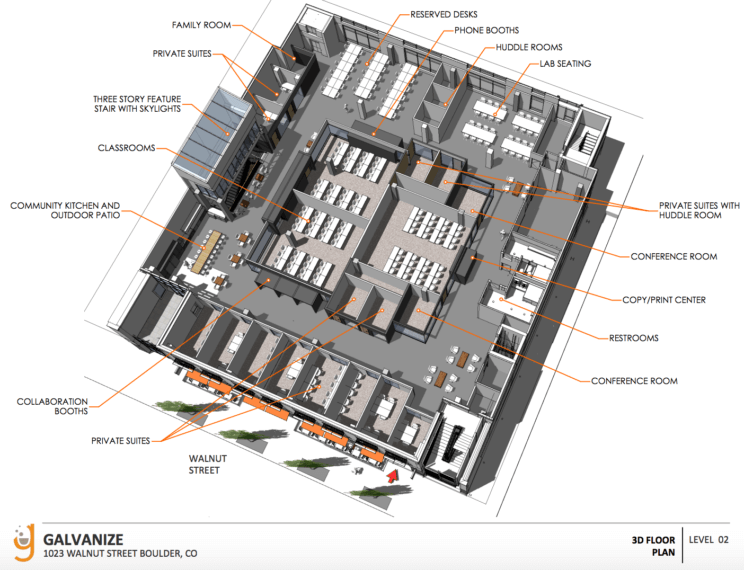 RESERVED DESKS
FAMILY ROOM
PHONE BOOTHS
HUDDLE ROOMS
PRIVATE SUITES
LAB SEATING
THREE STORY FEATURE
STAIR WITH SKYLIGHTS
CLASSROOMS
COMMUNITY KITCHEN AND
OUTDOOR PATIO
PRIVATE SUITES WITH
HUDDLE ROOM
CONFERENCE ROOM
COPY/PRINT CENTER
RESTROOMS
CONFERENCE ROOM
COLLABORATION
BOOTHS
PRIVATE SUITES
WALNUT
STREET
g
GALVANIZE
1023 WALNUT STREET BOULDER, CO
3D FLOOR
PLAN
LEVEL 02